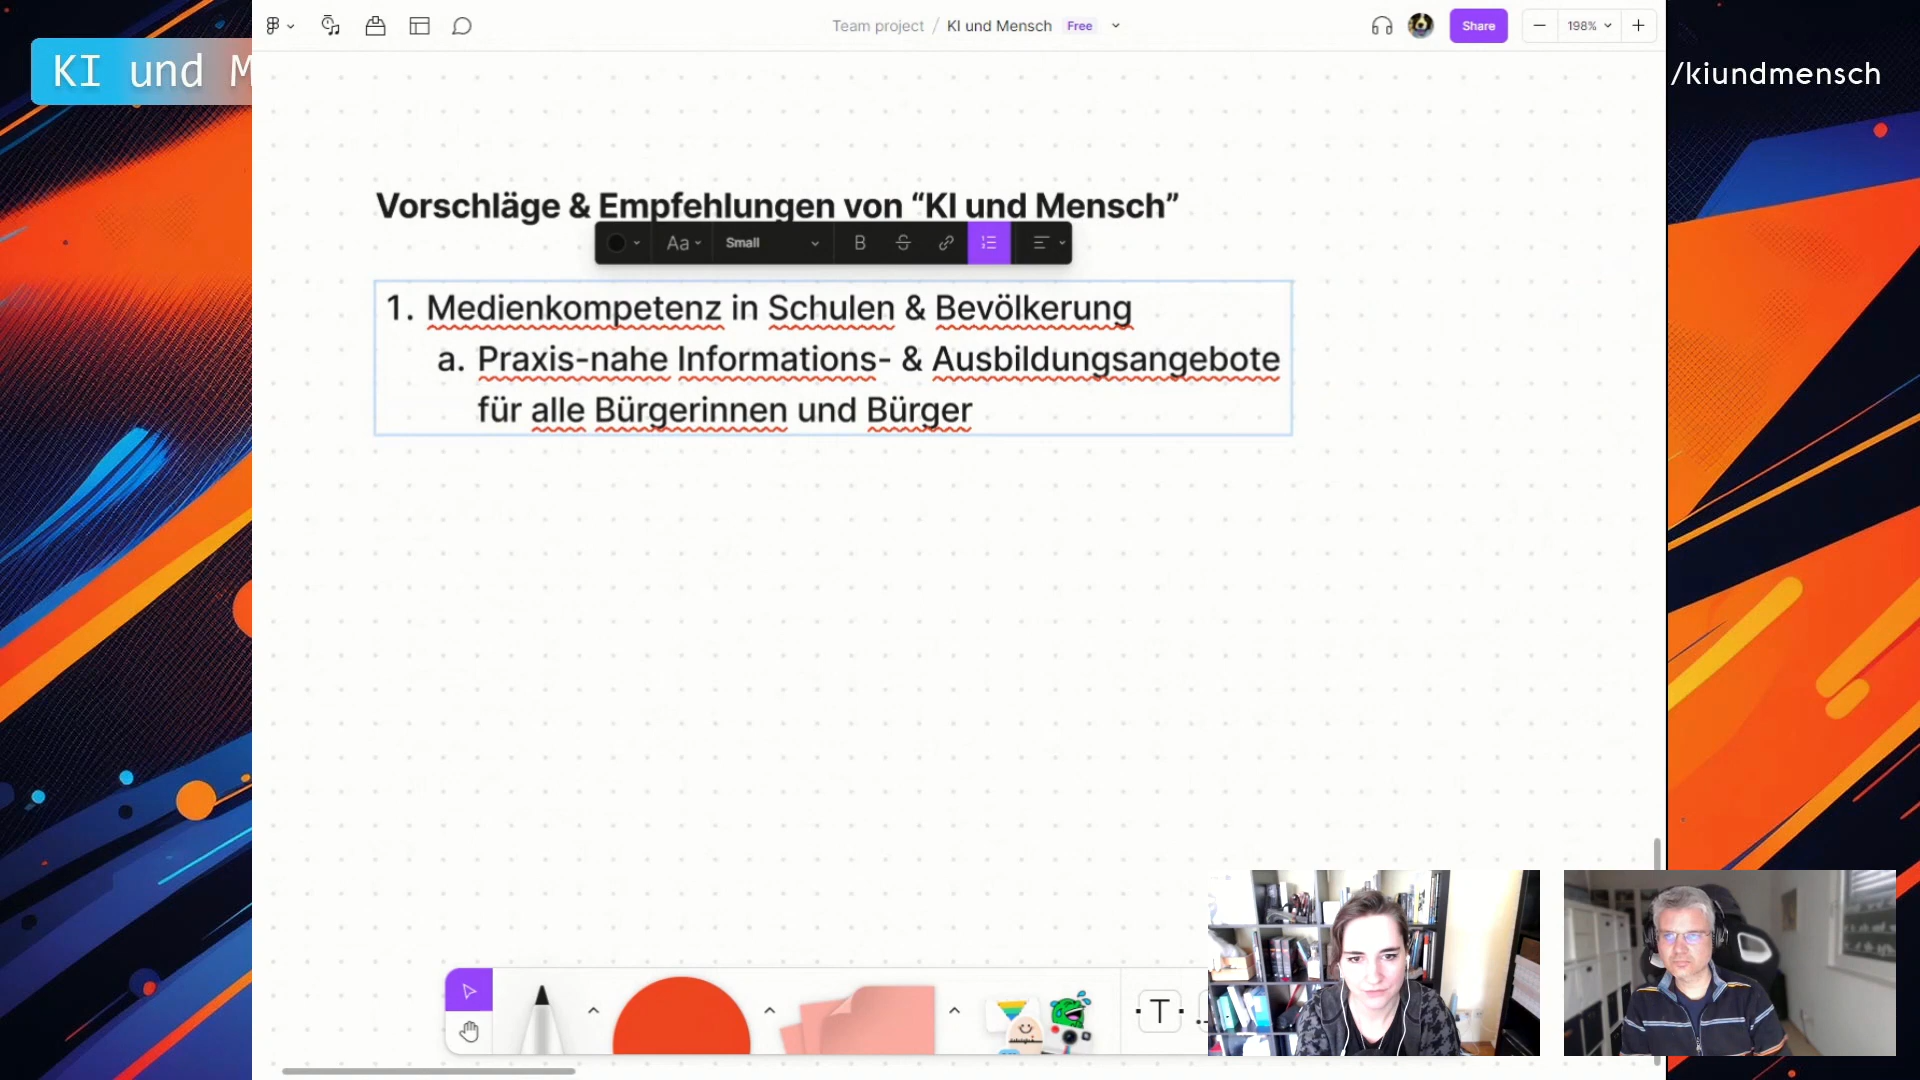 KI und M
Team project / KI und Mensch Free
Share
198%
/kiundmensch
Vorschläge & Empfehlungen von “KI und Mensch”
Aa Small B S
1. Medienkompetenz in Schulen & Bevölkerung
a. Praxis-nahe Informations- & Ausbildungsangebote
für alle Bürgerinnen und Bürger
T